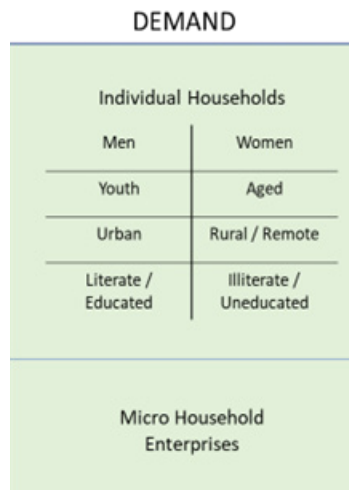 DEMAND
Individual Households
Men
Women
Youth
Aged
Urban
Rural / Remote
Literate /
Educated
Illiterate /
Uneducated
Micro Household
Enterprises